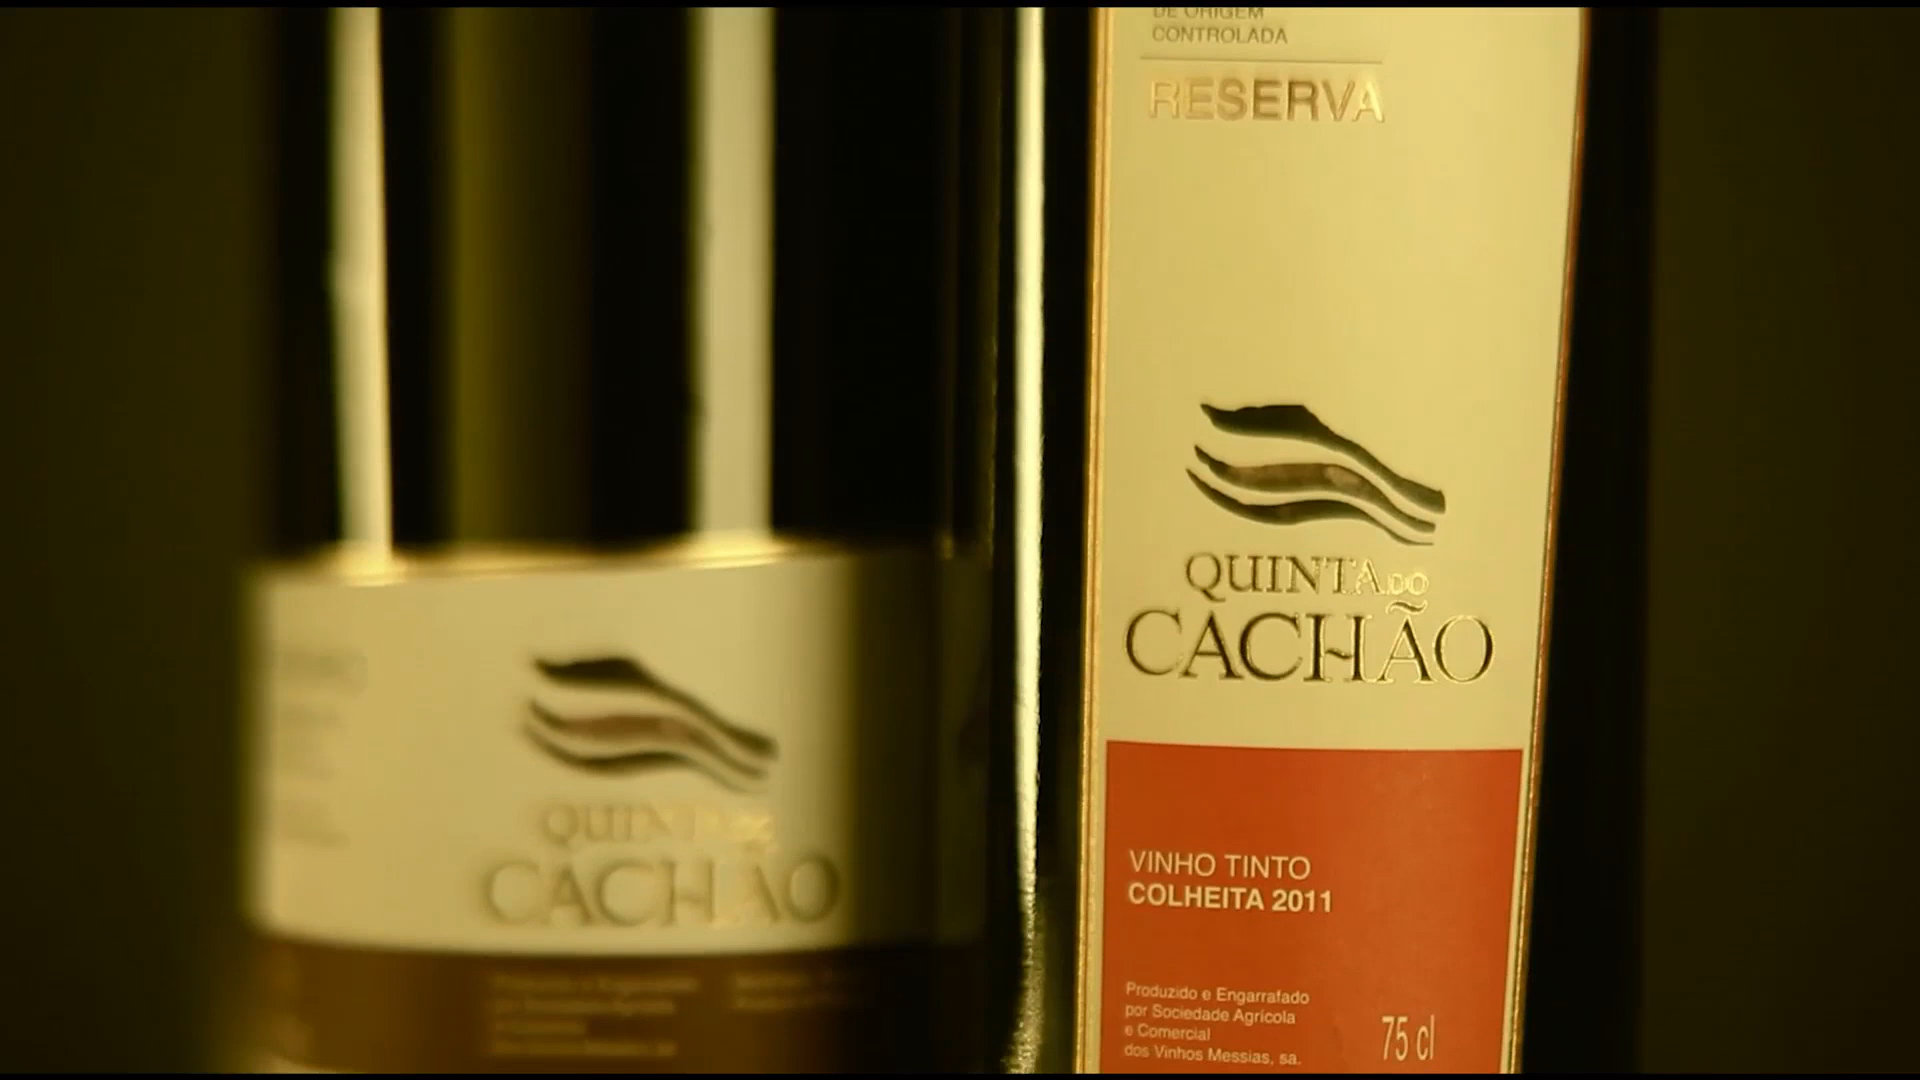 DE ORIGEM
CONTROLADA
RESERVA
QUINTA DO
CACHÃO
VINHO TINTO
COLHEITA 2011
Produzido e Engarrafado
por Sociedade Agrícola
e Comercial
dos Vinhos Messias, sa.
75 cl
QUINTA
CACHÃO